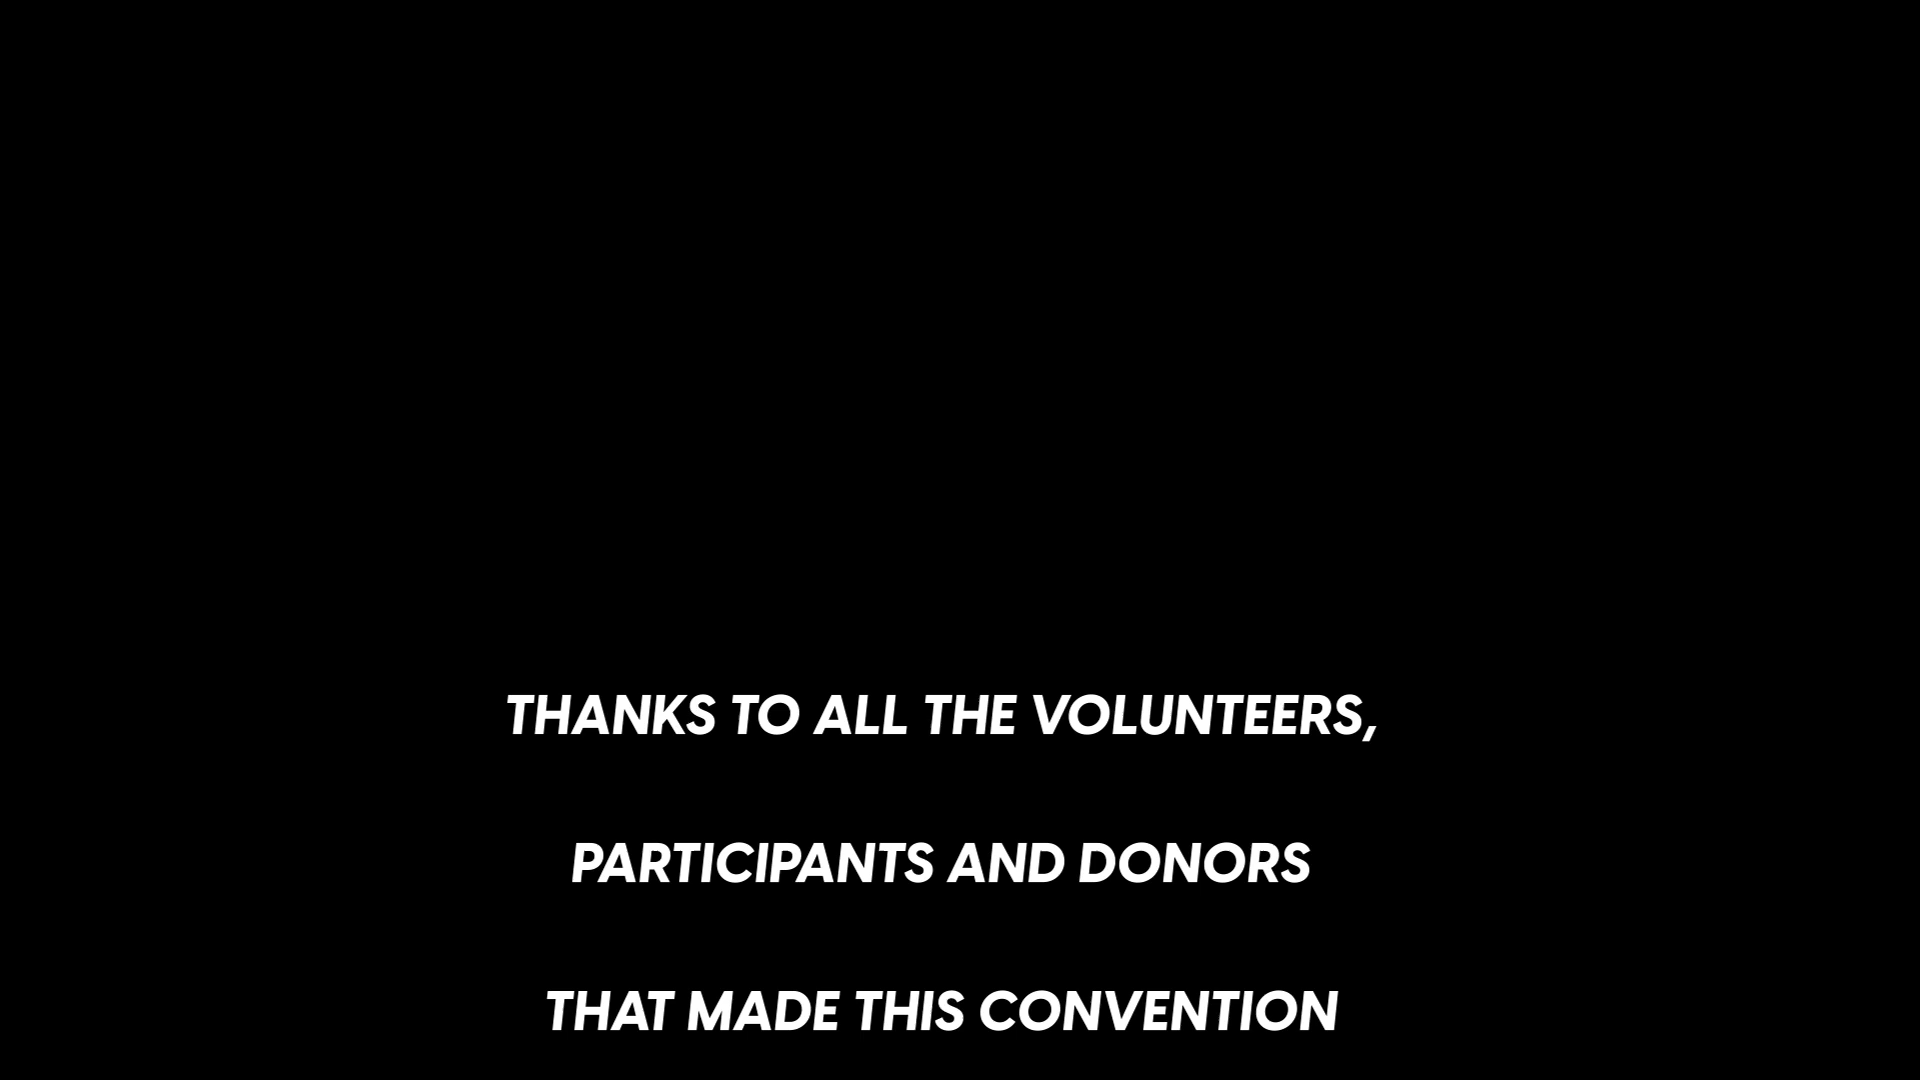 THANKS TO ALL THE VOLUNTEERS,
PARTICIPANTS AND DONORS
THAT MADE THIS CONVENTION